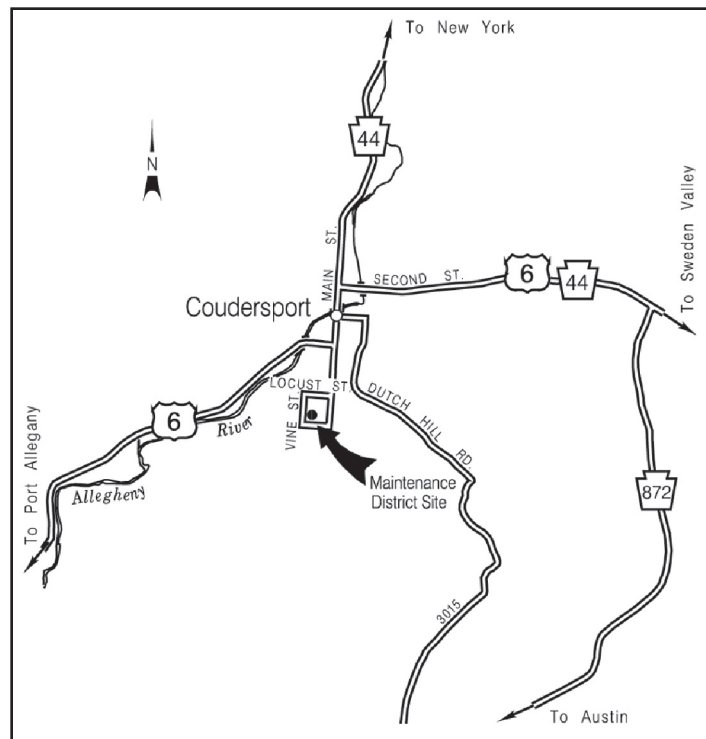 To New York
44
N
MAIN ST.
SECOND ST.
6
44
To Sweden Valley
Coudersport
LOCUST ST.
DUTCH HILL RD.
VINE ST.
6
River
Allegheny
To Port Allegany
Maintenance
District Site
872
3015
To Austin